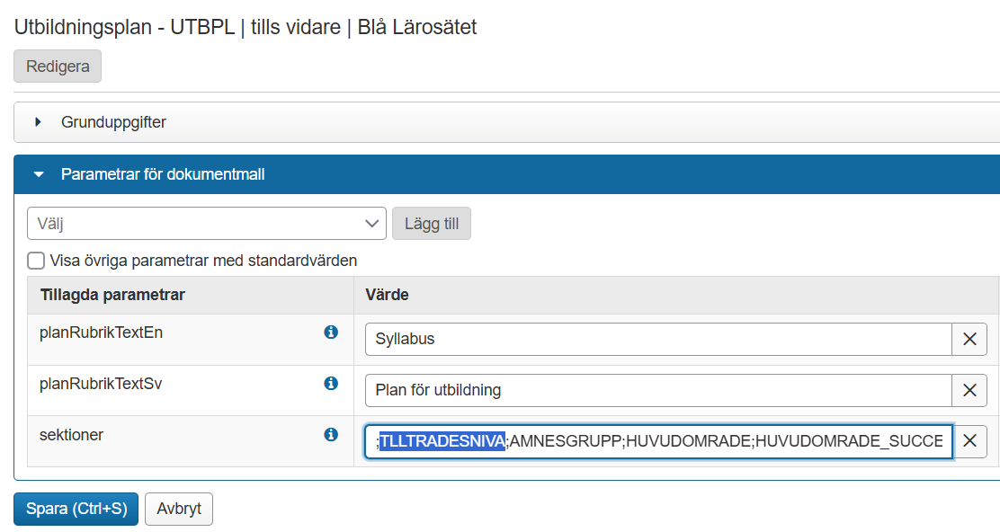 Utbildningsplan - UTBPL | tills vidare | Blå Lärosätet
Redigera
Grunduppgifter
Parametrar för dokumentmall
Välj
Lägg till
Visa övriga parametrar med standardvärden
Tillagda parametrar Värde
planRubrikTextEn Syllabus
planRubrikTextSv Plan för utbildning
sektioner ;TLLTRADESNIVA;AMNESGRUPP;HUVUDOMRADE;HUVUDOMRADE_SUCCE
Spara (Ctrl+S) Avbryt